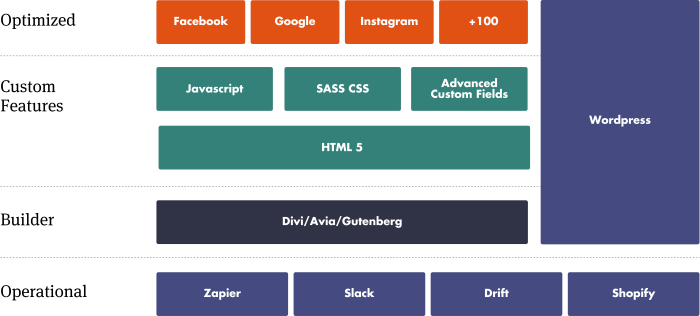 Optimized
Facebook
Google
Instagram
+100
Wordpress
Custom
Features
Javascript
SASS CSS
Advanced
Custom Fields
HTML 5
Builder
Divi/Avia/Gutenberg
Operational
Zapier
Slack
Drift
Shopify